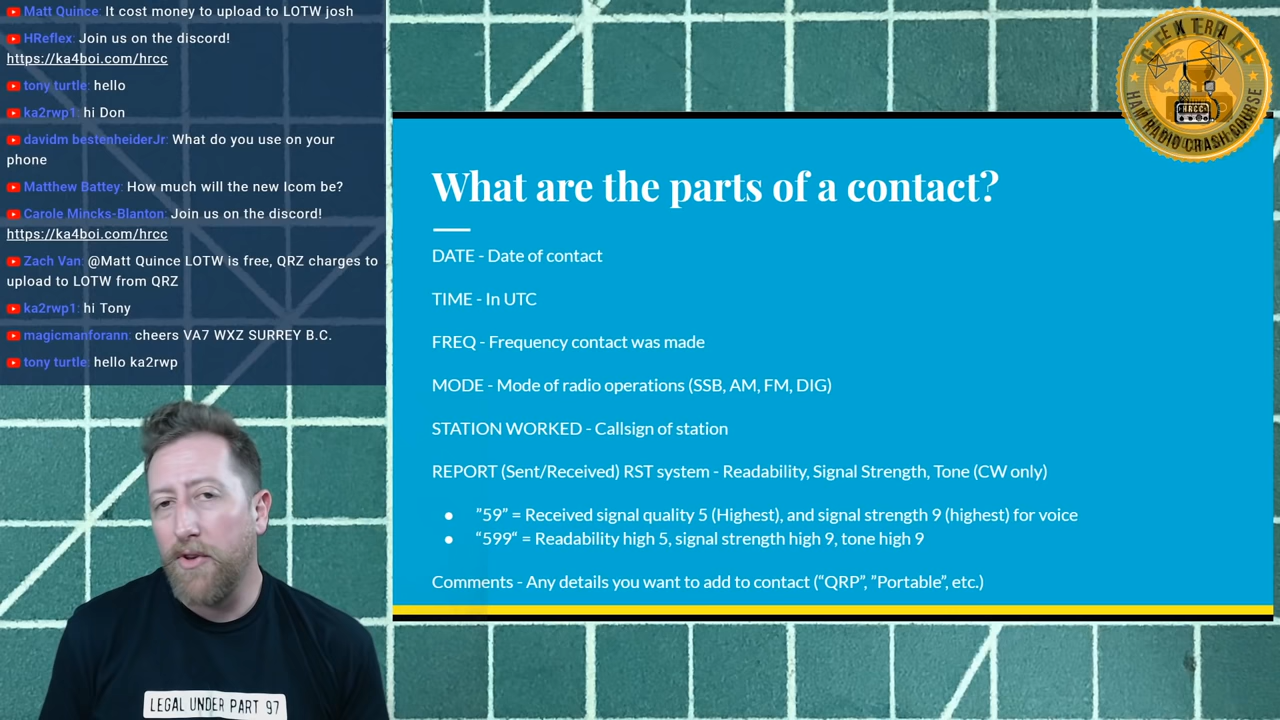 Matt Quince: It cost money to upload to LOTW josh
HReflex: Join us on the discord!
https://ka4boi.com/hrcc
tony turtle: hello
ka2rwp1: hi Don
davidm bestenheiderJr: What do you use on your
phone
Matthew Battey: How much will the new Icom be?
Carole Mincks-Blanton: Join us on the discord!
https://ka4boi.com/hrcc
Zach Van: @Matt Quince LOTW is free, QRZ charges to
upload to LOTW from QRZ
ka2rwp1: hi Tony
magicmanforann: cheers VA7 WXZ SURREY B.C.
tony turtle: hello ka2rwp
HRCC
HAM RADIO CRASH COURSE
What are the parts of a contact?
DATE - Date of contact
TIME - In UTC
FREQ - Frequency contact was made
MODE - Mode of radio operations (SSB, AM, FM, DIG)
STATION WORKED - Callsign of station
REPORT (Sent/Received) RST system - Readability, Signal Strength, Tone (CW only)
● ”59” = Received signal quality 5 (Highest), and signal strength 9 (highest) for voice
● “599“ = Readability high 5, signal strength high 9, tone high 9
Comments - Any details you want to add to contact (“QRP”, ”Portable”, etc.)
LEGAL UNDER PART 97